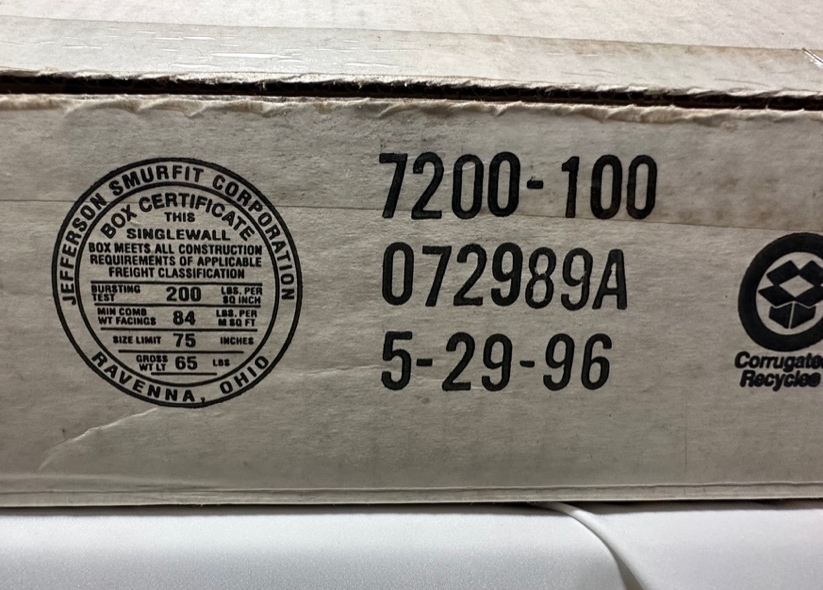 JEFFERSON SMURFIT CORPORATION
BOX CERTIFICATE
THIS
SINGLEWALL
BOX MEETS ALL CONSTRUCTION
REQUIREMENTS OF APPLICABLE
FREIGHT CLASSIFICATION
BURSTING TEST 200 LBS. PER SQ INCH
MIN COMB WT FACINGS 84 LBS. PER M SQ FT
SIZE LIMIT 75 INCHES
GROSS WT LT 65 LBS
RAVENNA, OHIO
7200-100
072989A
5-29-96
Corrugate
Recycles